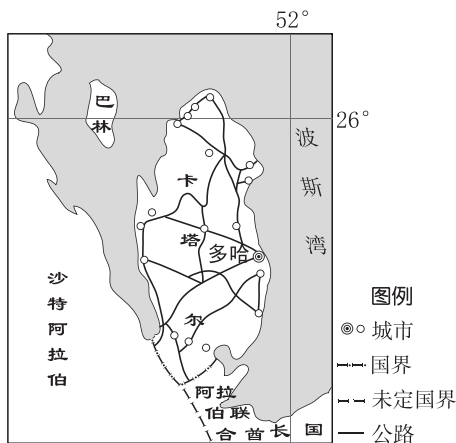 52°
26°
巴林
波斯湾
卡塔尔
多哈
沙特阿拉伯
阿拉伯联合酋长国
图例
城市
国界
未定国界
公路